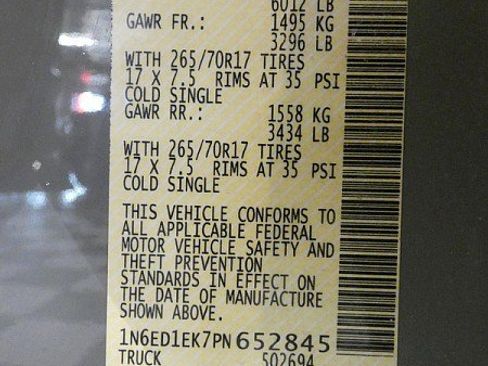 6012 LB
GAWR FR.: 1495 KG
3296 LB
WITH 265/70R17 TIRES
17 X 7.5 RIMS AT 35 PSI
COLD SINGLE
GAWR RR.: 1558 KG
3434 LB
WITH 265/70R17 TIRES
17 X 7.5 RIMS AT 35 PSI
COLD SINGLE
THIS VEHICLE CONFORMS TO
ALL APPLICABLE FEDERAL
MOTOR VEHICLE SAFETY AND
THEFT PREVENTION
STANDARDS IN EFFECT ON
THE DATE OF MANUFACTURE
SHOWN ABOVE.
1N6ED1EK7PN652845
TRUCK 502694